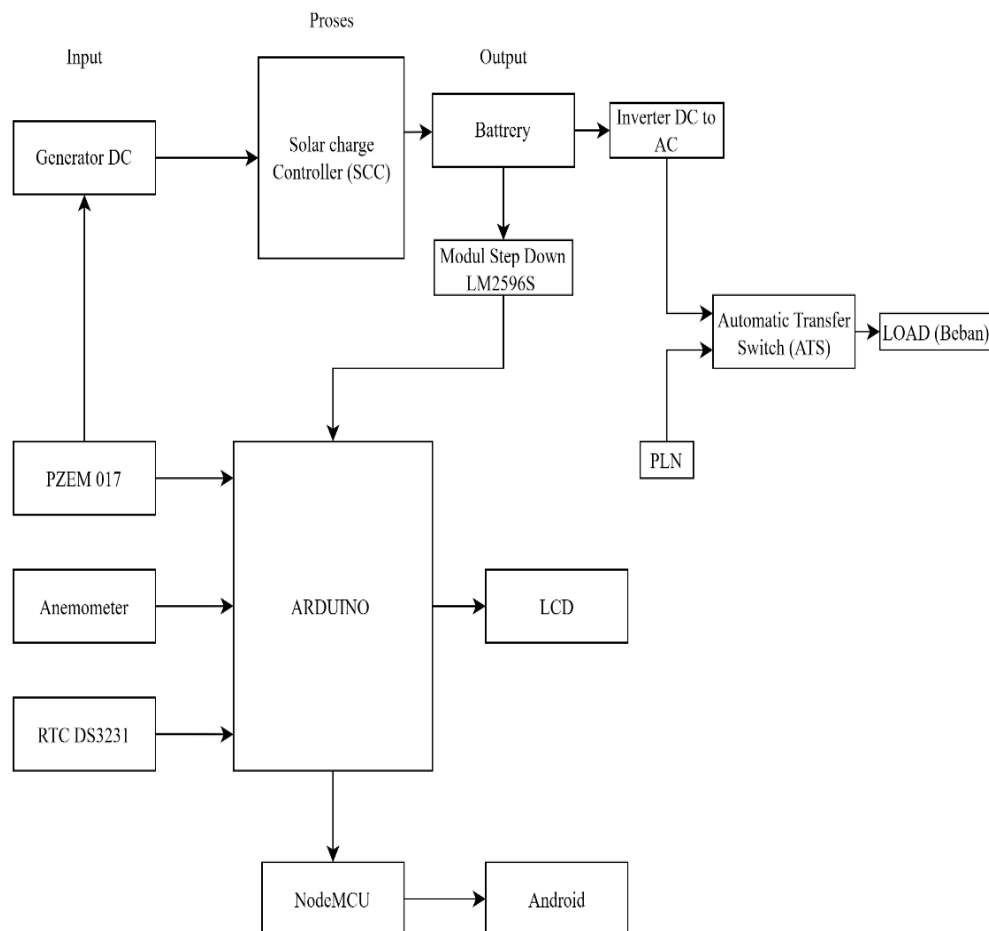 Proses
Input
Output
Generator DC
Solar charge
Controller (SCC)
Battrery
Inverter DC to
AC
Modul Step Down
LM2596S
Automatic Transfer
Switch (ATS)
LOAD (Beban)
PLN
PZEM 017
Anemometer
ARDUINO
LCD
RTC DS3231
NodeMCU
Android